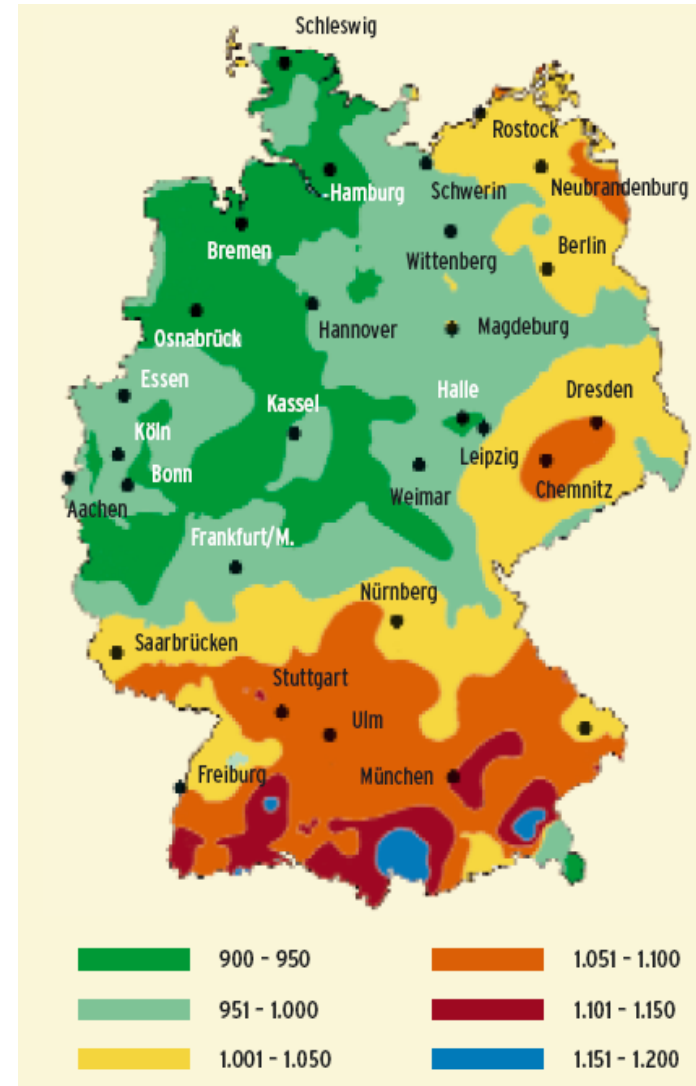 Schleswig
Rostock
-Hamburg
Schwerin
Neubrandenburg
Bremen
Wittenberg
Berlin
Hannover
Magdeburg
Osnabrück
Essen
Kassel
Halle
Dresden
Köln
Leipzig
Bonn
Weimar
Chemnitz
Aachen
Frankfurt/M.
Nürnberg
Saarbrücken
Stuttgart
Ulm
Freiburg
München
900 - 950
1.051 - 1.100
951 - 1.000
1.101 - 1.150
1.001 - 1.050
1.151 - 1.200